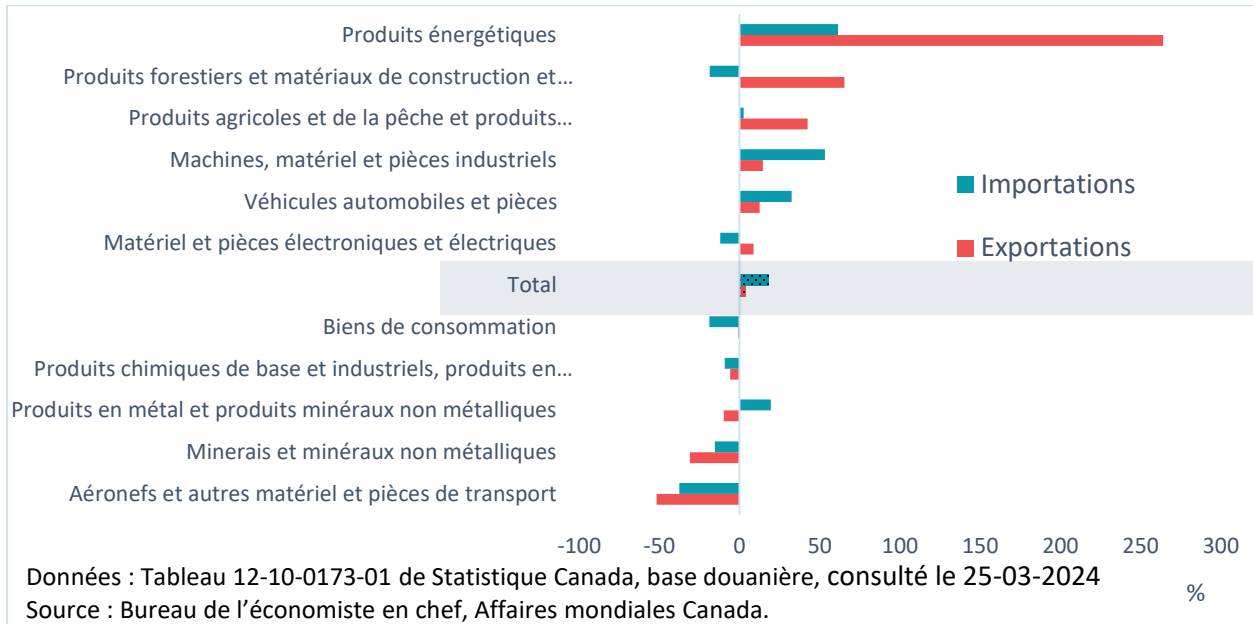 Produits énergétiques
Produits forestiers et matériaux de construction et...
Produits agricoles et de la pêche et produits...
Machines, matériel et pièces industriels
Véhicules automobiles et pièces
Matériel et pièces électroniques et électriques
Total
Biens de consommation
Produits chimiques de base et industriels, produits en...
Produits en métal et produits minéraux non métalliques
Minerais et minéraux non métalliques
Aéronefs et autres matériel et pièces de transport
Importations
Exportations
-100 -50 0 50 100 150 200 250 300
%
Données : Tableau 12-10-0173-01 de Statistique Canada, base douanière, consulté le 25-03-2024
Source : Bureau de l’économiste en chef, Affaires mondiales Canada.